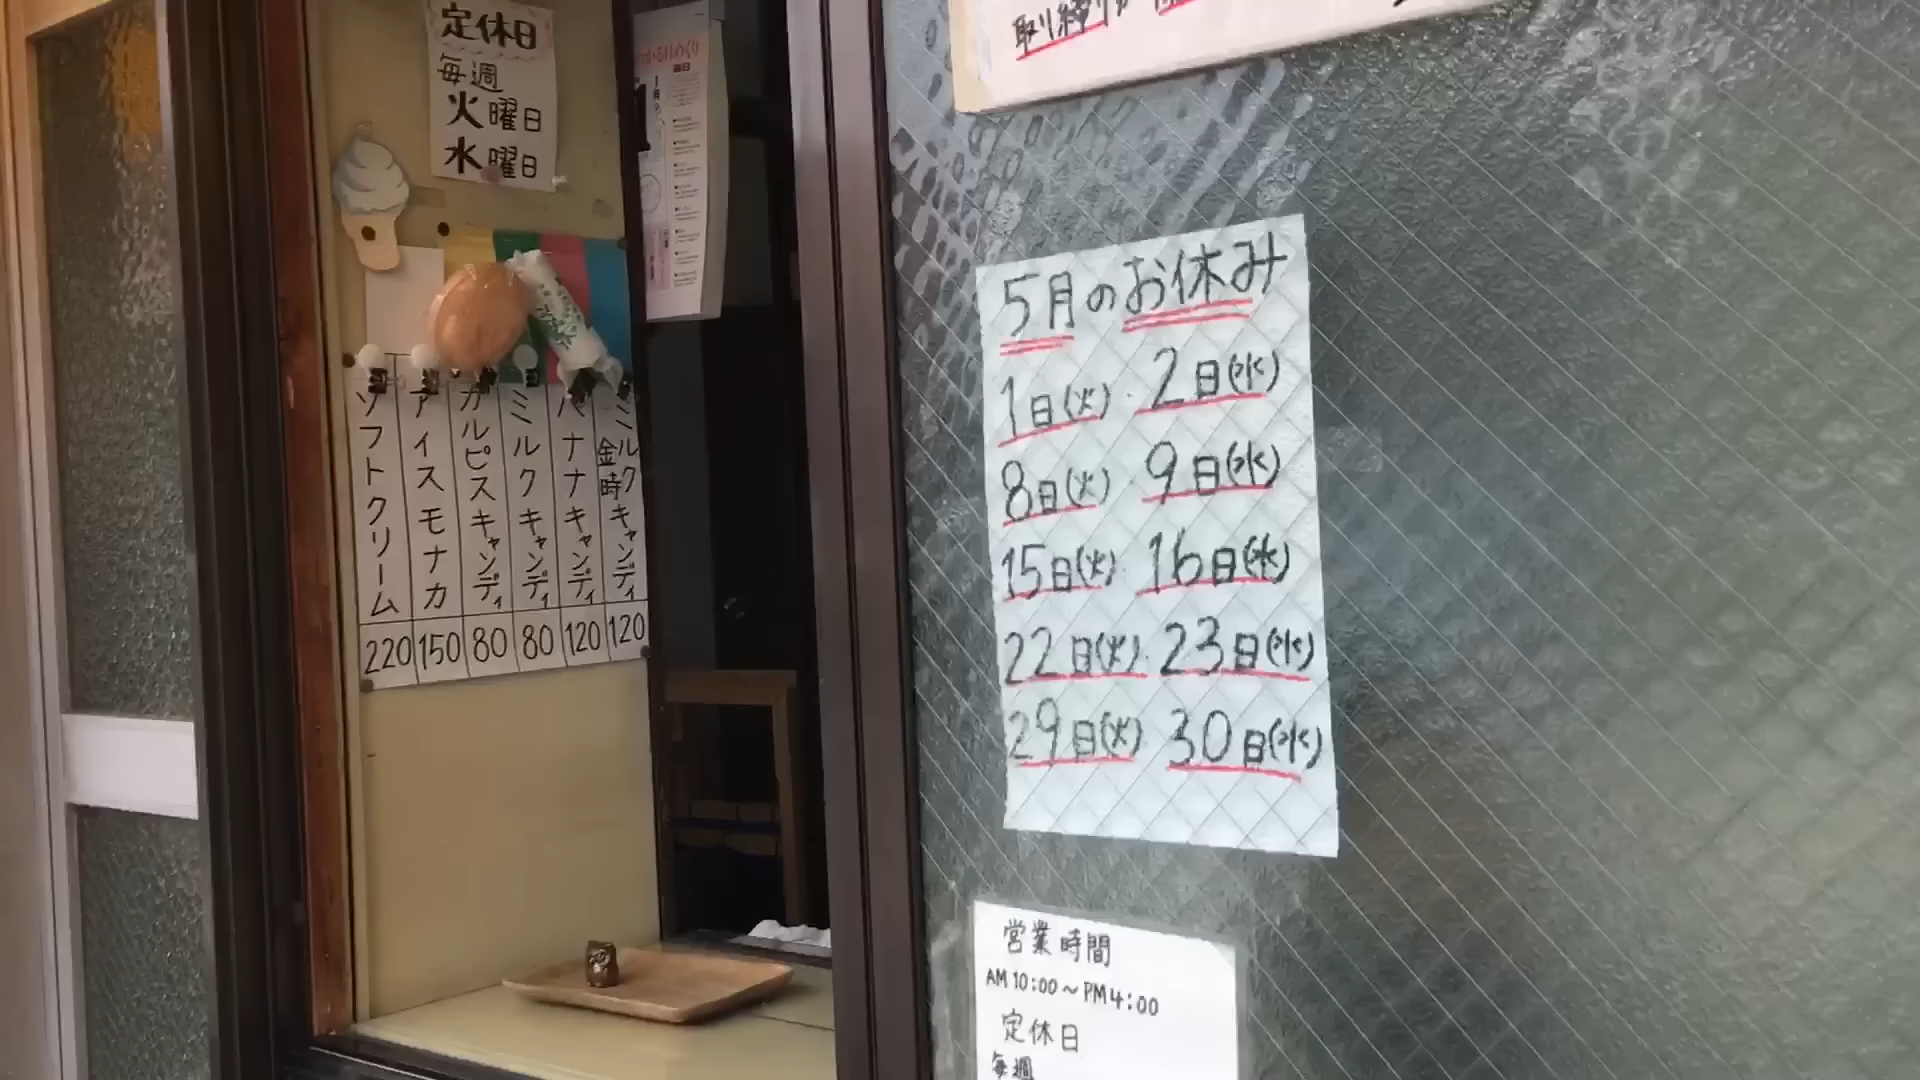 定休日
毎週
火曜日
水曜日
ソフトクリーム 220
アイスモナカ 150
カルピスキャンディ 80
ミルクキャンディ 80
バナナキャンディ 120
ミルク金時キャンディ 120
取り繰りが
5月のお休み
1日(火)・2日(水)
8日(火) 9日(水)
15日(火)・16日(水)
22日(火)・23日(水)
29日(火) 30日(水)
営業時間
AM10:00～PM4:00
定休日
毎週